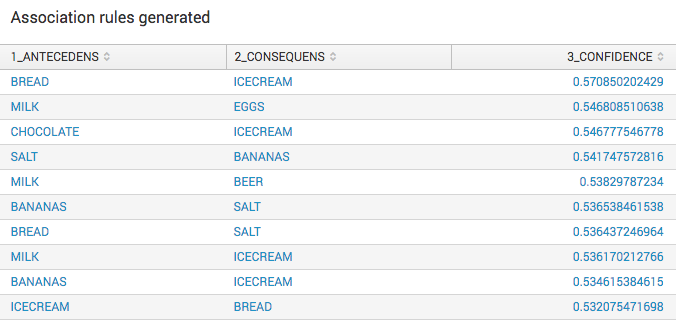 Association rules generated
1_ANTECEDENS 2_CONSEQUENS 3_CONFIDENCE
BREAD ICECREAM 0.570850202429
MILK EGGS 0.546808510638
CHOCOLATE ICECREAM 0.546777546778
SALT BANANAS 0.541747572816
MILK BEER 0.53829787234
BANANAS SALT 0.536538461538
BREAD SALT 0.536437246964
MILK ICECREAM 0.536170212766
BANANAS ICECREAM 0.534615384615
ICECREAM BREAD 0.532075471698